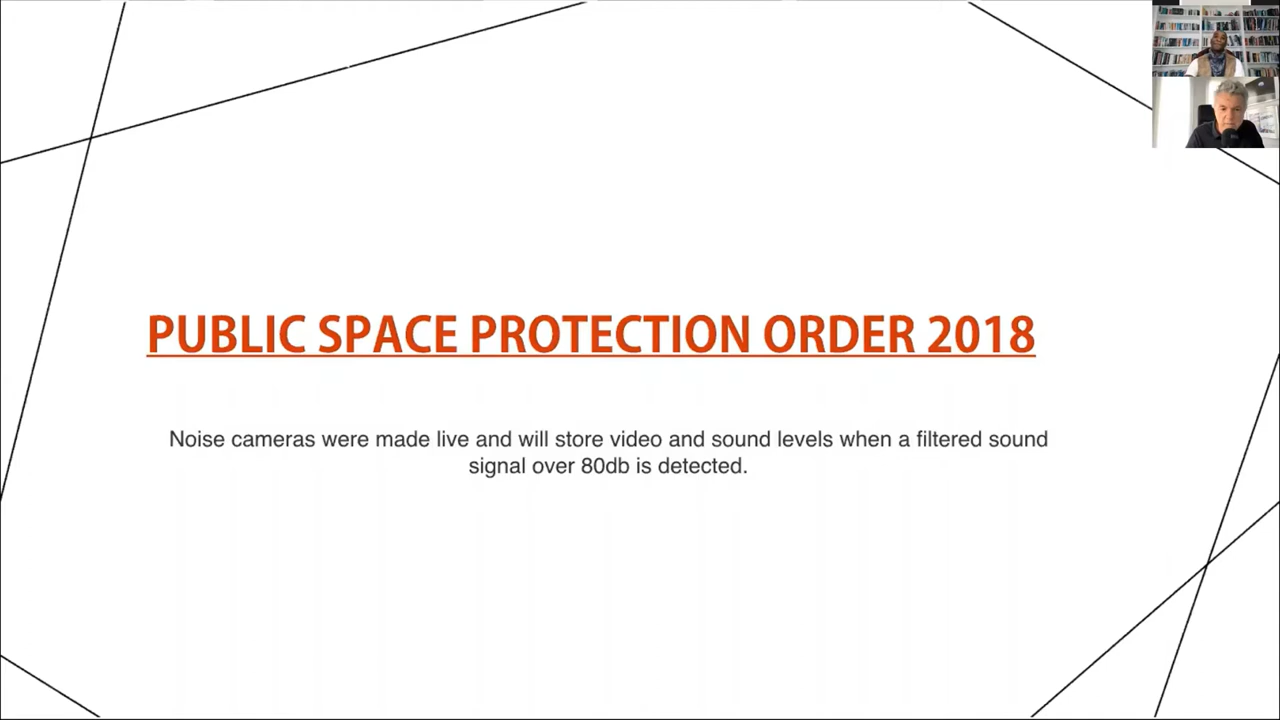 PUBLIC SPACE PROTECTION ORDER 2018
Noise cameras were made live and will store video and sound levels when a filtered sound
signal over 80db is detected.